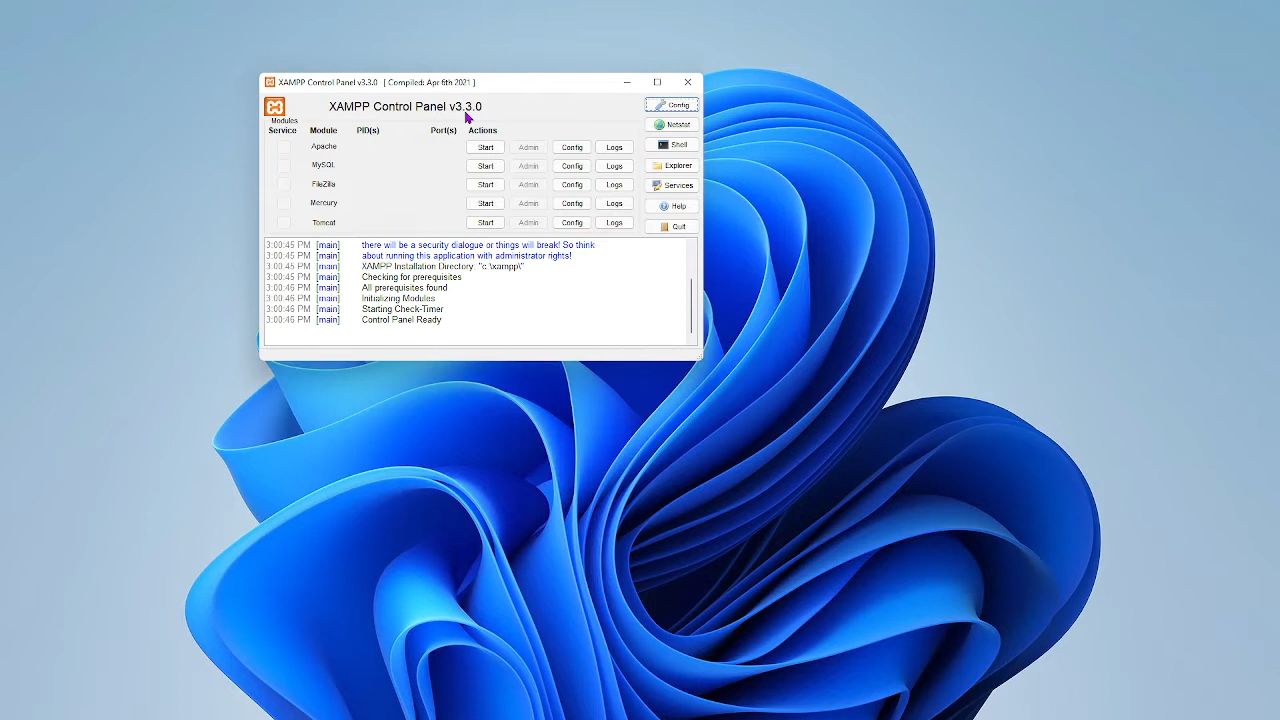 XAMPP Control Panel v3.3.0 [ Compiled: Apr 6th 2021 ]
XAMPP Control Panel v3.3.0
Config
Modules
Service Module PID(s) Port(s) Actions
Netstat
Apache Start Admin Config Logs
Shell
MySQL Start Admin Config Logs
Explorer
FileZilla Start Admin Config Logs
Services
Mercury Start Admin Config Logs
Help
Tomcat Start Admin Config Logs
Quit
3:00:45 PM [main] there will be a security dialogue or things will break! So think
3:00:45 PM [main] about running this application with administrator rights!
3:00:45 PM [main] XAMPP Installation Directory: "c:\xampp\"
3:00:45 PM [main] Checking for prerequisites
3:00:46 PM [main] All prerequisites found
3:00:46 PM [main] Initializing Modules
3:00:46 PM [main] Starting Check-Timer
3:00:46 PM [main] Control Panel Ready